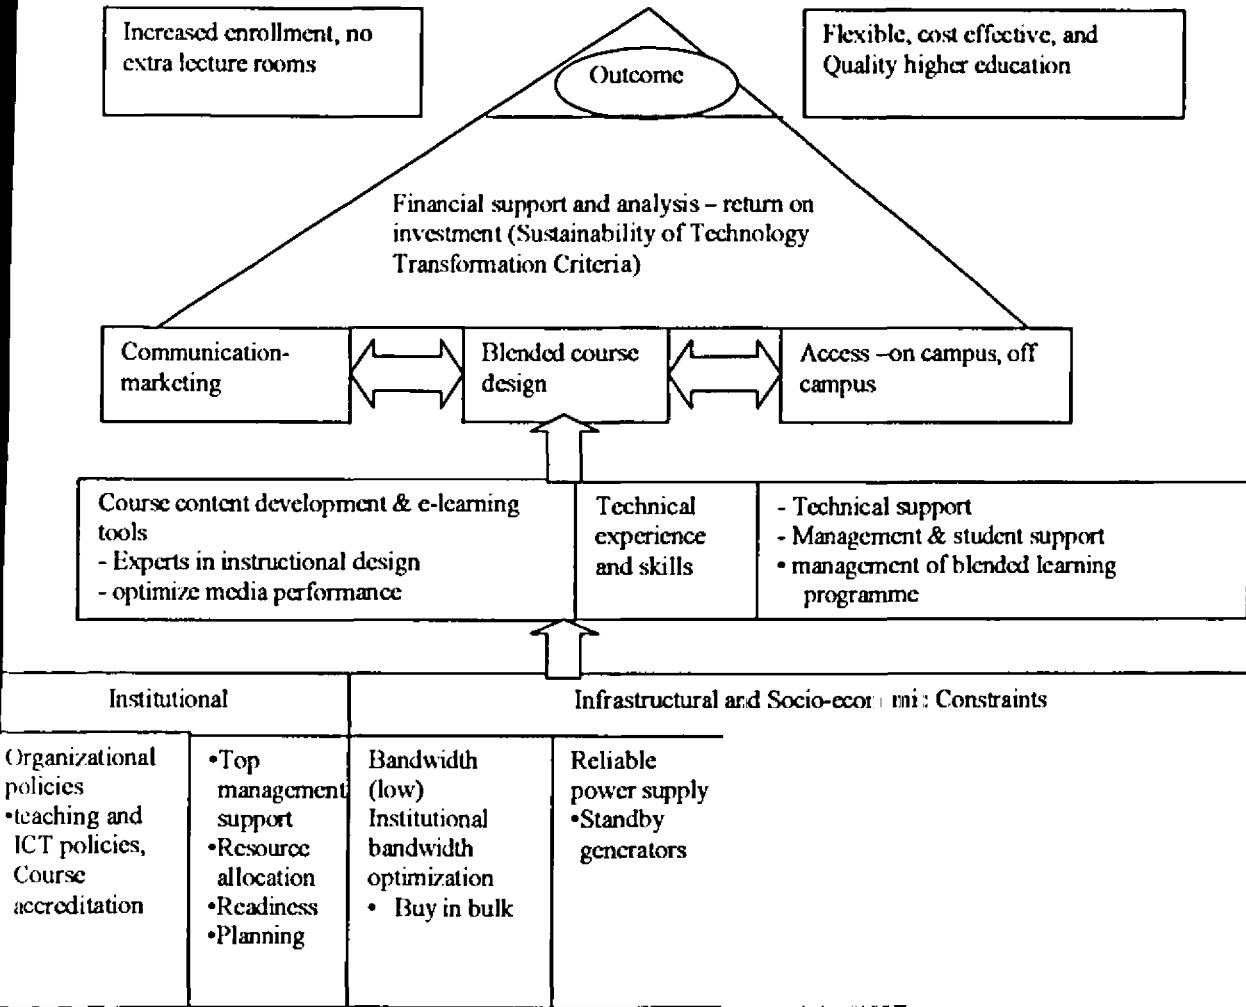 Increased enrollment, no
extra lecture rooms
Outcome
Flexible, cost effective, and
Quality higher education
Financial support and analysis – return on
investment (Sustainability of Technology
Transformation Criteria)
Communication-
marketing
Blended course
design
Access –on campus, off
campus
Course content development & e-learning
tools
- Experts in instructional design
- optimize media performance
Technical
experience
and skills
- Technical support
- Management & student support
• management of blended learning
programme
Institutional
Infrastructural and Socio-economic Constraints
Organizational
policies
•teaching and
ICT policies,
Course
accreditation
•Top
management
support
•Resource
allocation
•Readiness
•Planning
Bandwidth
(low)
Institutional
bandwidth
optimization
• Buy in bulk
Reliable
power supply
•Standby
generators